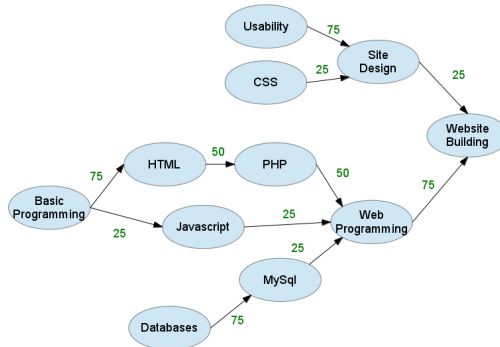 Usability
75
Site
Design
25
CSS
25
Website
Building
HTML
50
PHP
75
50
75
Basic
Programming
25
Javascript
25
Web
Programming
25
MySql
Databases
75